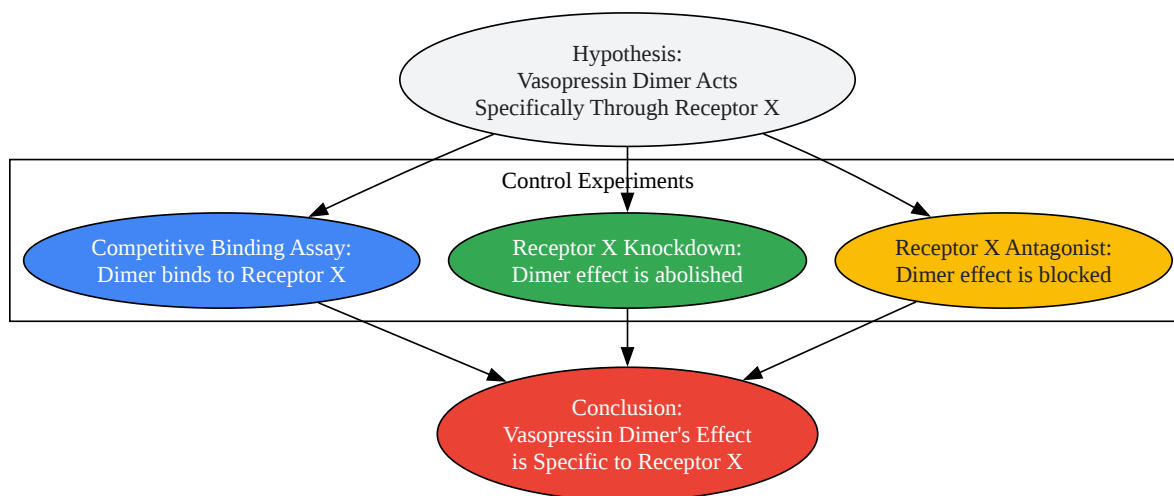 Hypothesis:
Vasopressin Dimer Acts
Specifically Through Receptor X
Control Experiments
Competitive Binding Assay:
Dimer binds to Receptor X
Receptor X Knockdown:
Dimer effect is abolished
Receptor X Antagonist:
Dimer effect is blocked
Conclusion:
Vasopressin Dimer's Effect
is Specific to Receptor X